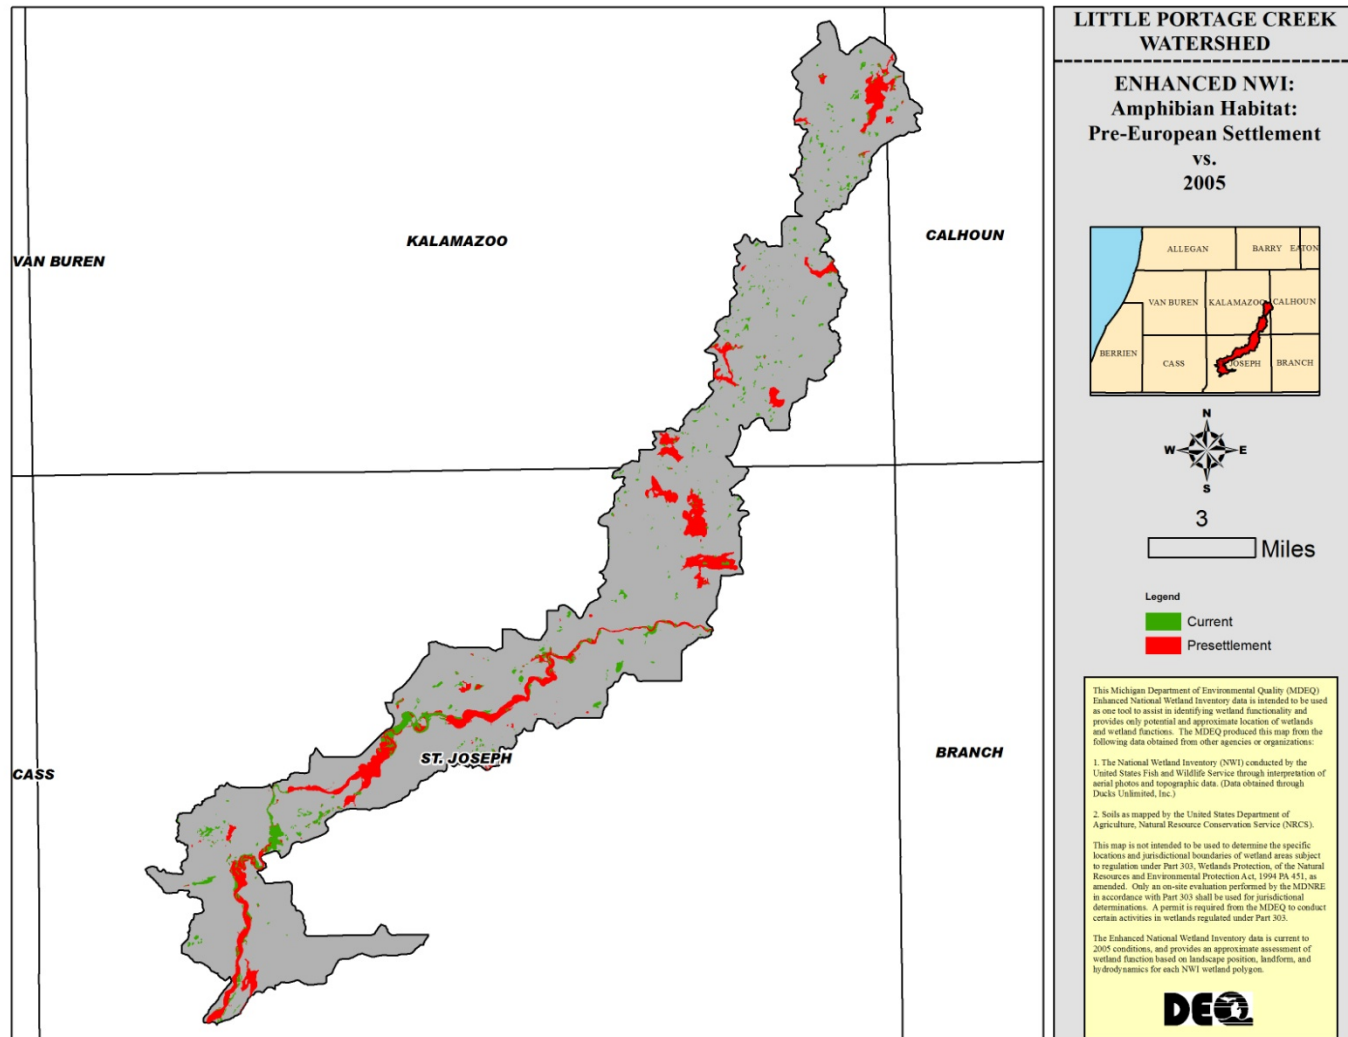 LITTLE PORTAGE CREEK
WATERSHED
ENHANCED NWI:
Amphibian Habitat:
Pre-European Settlement
vs.
2005
VAN BUREN
KALAMAZOO
CALHOUN
CASS
ST. JOSEPH
BRANCH
ALLEGAN
BARRY
EATON
VAN BUREN
KALAMAZOO
CALHOUN
BERRIEN
CASS
JOSEPH
BRANCH
N
W
E
S
3
Miles
Legend
Current
Presettlement
This Michigan Department of Environmental Quality (MDEQ)
Enhanced National Wetland Inventory data is intended to be used
as one tool to assist in identifying wetland functionality and
provides only potential and approximate location of wetlands
and wetland functions. The MDEQ produced this map from the
following data obtained from other agencies or organizations:
1. The National Wetland Inventory (NWI) conducted by the
United States Fish and Wildlife Service through interpretation of
aerial photos and topographic data. (Data obtained through
Ducks Unlimited, Inc.)
2. Soils as mapped by the United States Department of
Agriculture, Natural Resource Conservation Service (NRCS).
This map is not intended to be used to determine the specific
locations and jurisdictional boundaries of wetland areas subject
to regulation under Part 303, Wetlands Protection, of the Natural
Resources and Environmental Protection Act, 1994 PA 451, as
amended. Only an on-site evaluation performed by the MDNRE
in accordance with Part 303 shall be used for jurisdictional
determinations. A permit is required from the MDEQ to conduct
certain activities in wetlands regulated under Part 303.
The Enhanced National Wetland Inventory data is current to
2005 conditions, and provides an approximate assessment of
wetland function based on landscape position, landform, and
hydrodynamics for each NWI wetland polygon.
DEQ